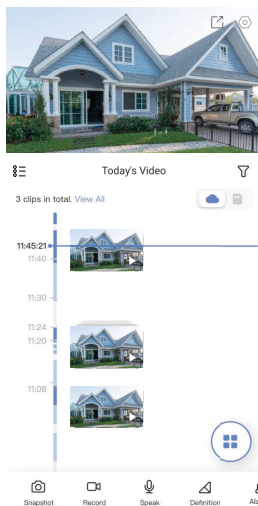 Today's Video
3 clips in total. View All
11:45:21
11:40
11:30
11:24
11:20
11:08
Snapshot
Record
Speak
Definition
Ala